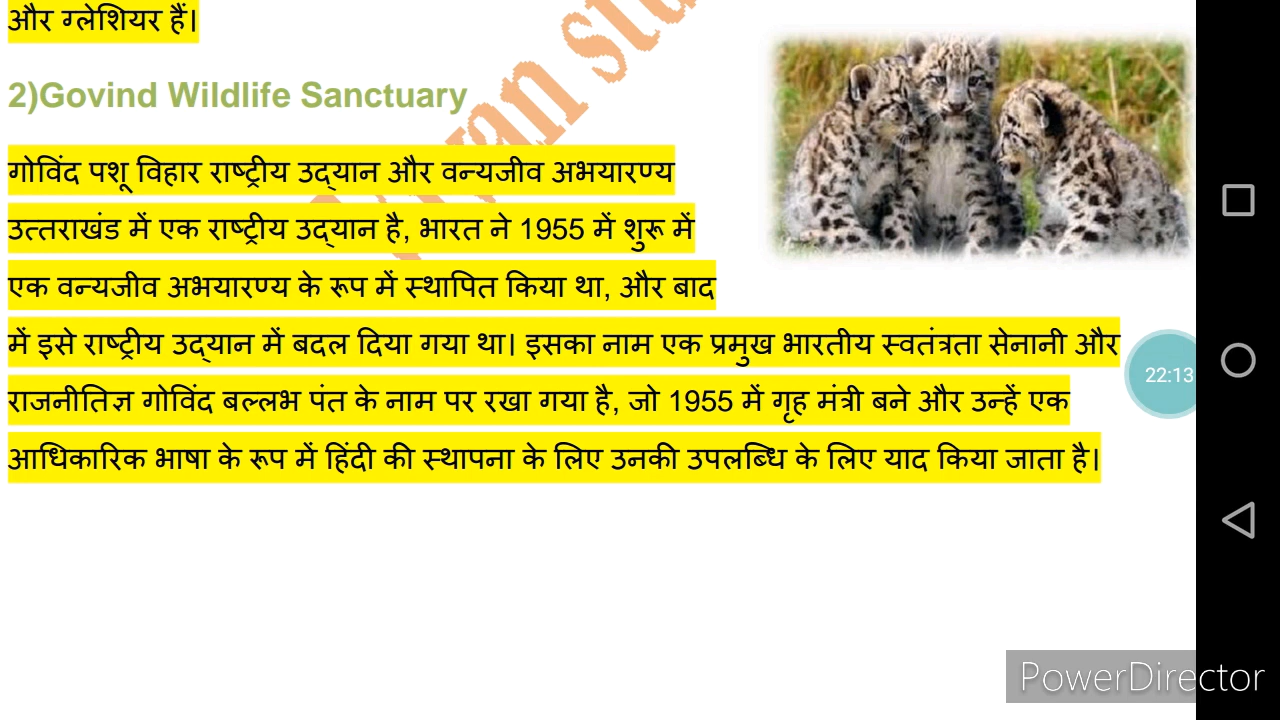 और ग्लेशियर हैं।
2)Govind Wildlife Sanctuary
गोविंद पशू विहार राष्ट्रीय उद्यान और वन्यजीव अभयारण्य
उत्तराखंड में एक राष्ट्रीय उद्यान है, भारत ने 1955 में शुरू में
एक वन्यजीव अभयारण्य के रूप में स्थापित किया था, और बाद
में इसे राष्ट्रीय उद्यान में बदल दिया गया था। इसका नाम एक प्रमुख भारतीय स्वतंत्रता सेनानी और
राजनीतिज्ञ गोविंद बल्लभ पंत के नाम पर रखा गया है, जो 1955 में गृह मंत्री बने और उन्हें एक
आधिकारिक भाषा के रूप में हिंदी की स्थापना के लिए उनकी उपलब्धि के लिए याद किया जाता है।
22:13
PowerDirector